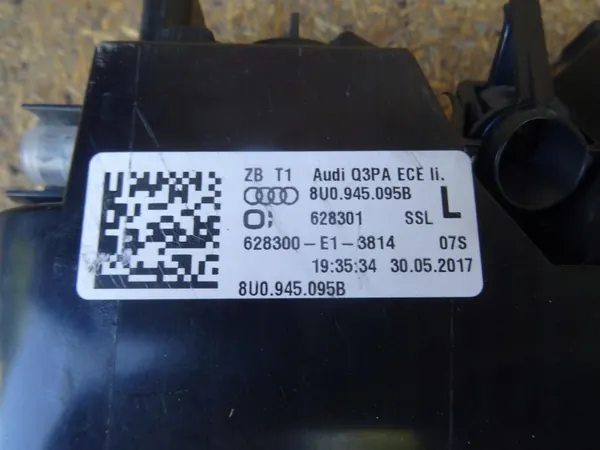 ZB T1 Audi Q3PA ECE li.
8U0.945.095B
628301 SSL L
628300-E1-3814 07S
19:35:34 30.05.2017
8U0.945.095B